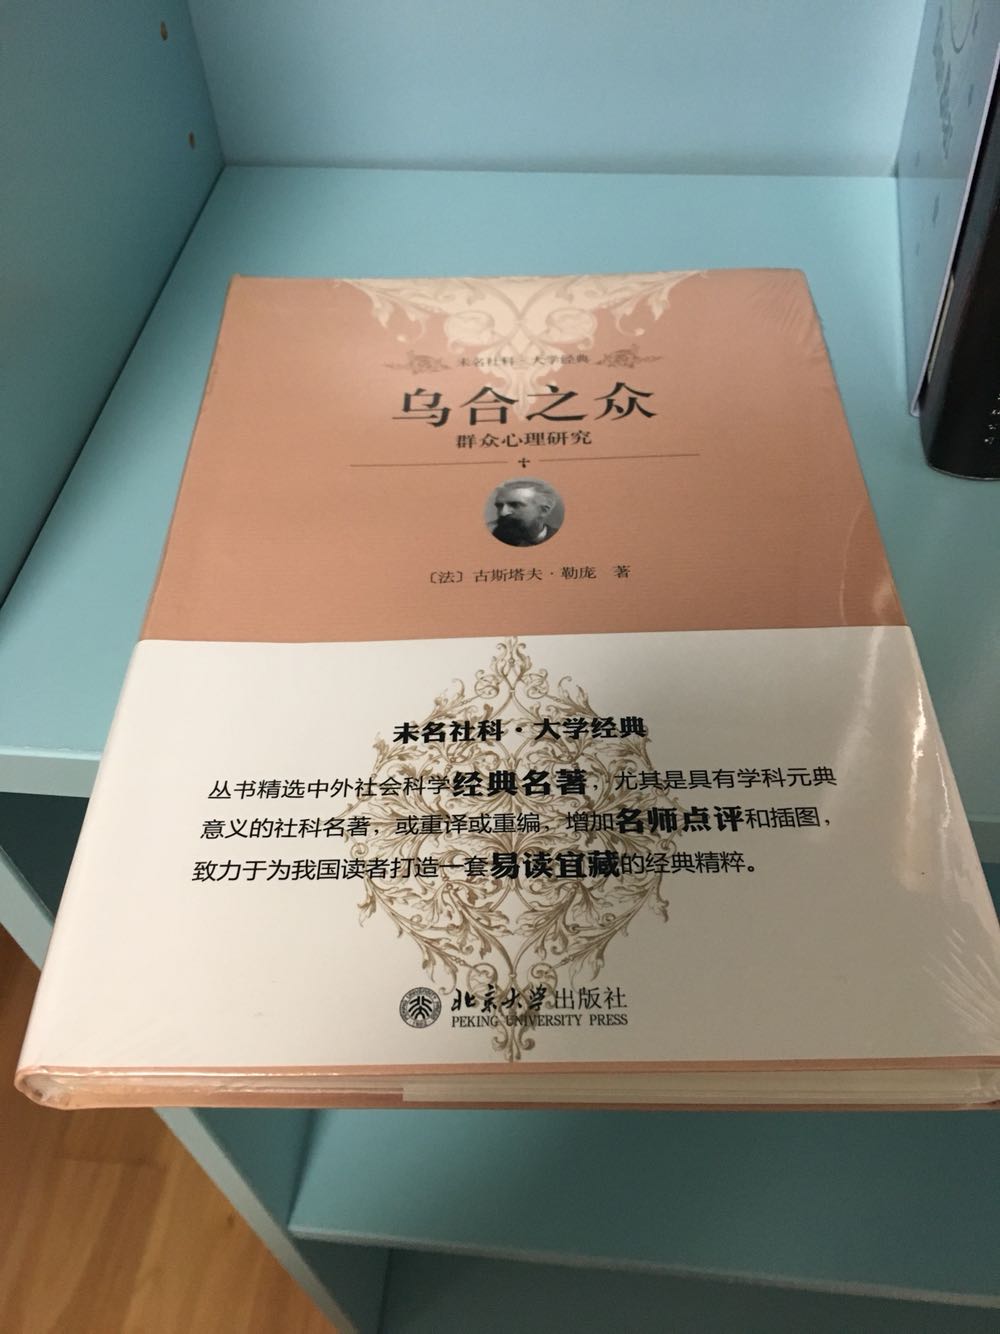 未名社科·大学经典
乌合之众
群众心理研究
〔法〕古斯塔夫·勒庞 著
未名社科·大学经典
丛书精选中外社会科学经典名著，尤其是具有学科元典
意义的社科名著，或重译或重编，增加名师点评和插图，
致力于为我国读者打造一套易读宜藏的经典精粹。
北京大学出版社
PEKING UNIVERSITY PRESS